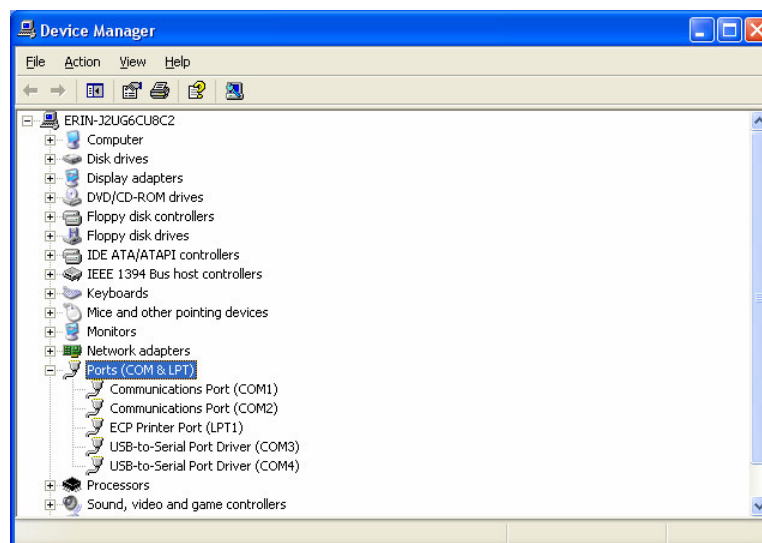 Device Manager
File Action View Help
ERIN-J2UG6CU8C2
Computer
Disk drives
Display adapters
DVD/CD-ROM drives
Floppy disk controllers
Floppy disk drives
IDE ATA/ATAPI controllers
IEEE 1394 Bus host controllers
Keyboards
Mice and other pointing devices
Monitors
Network adapters
Ports (COM & LPT)
Communications Port (COM1)
Communications Port (COM2)
ECP Printer Port (LPT1)
USB-to-Serial Port Driver (COM3)
USB-to-Serial Port Driver (COM4)
Processors
Sound, video and game controllers